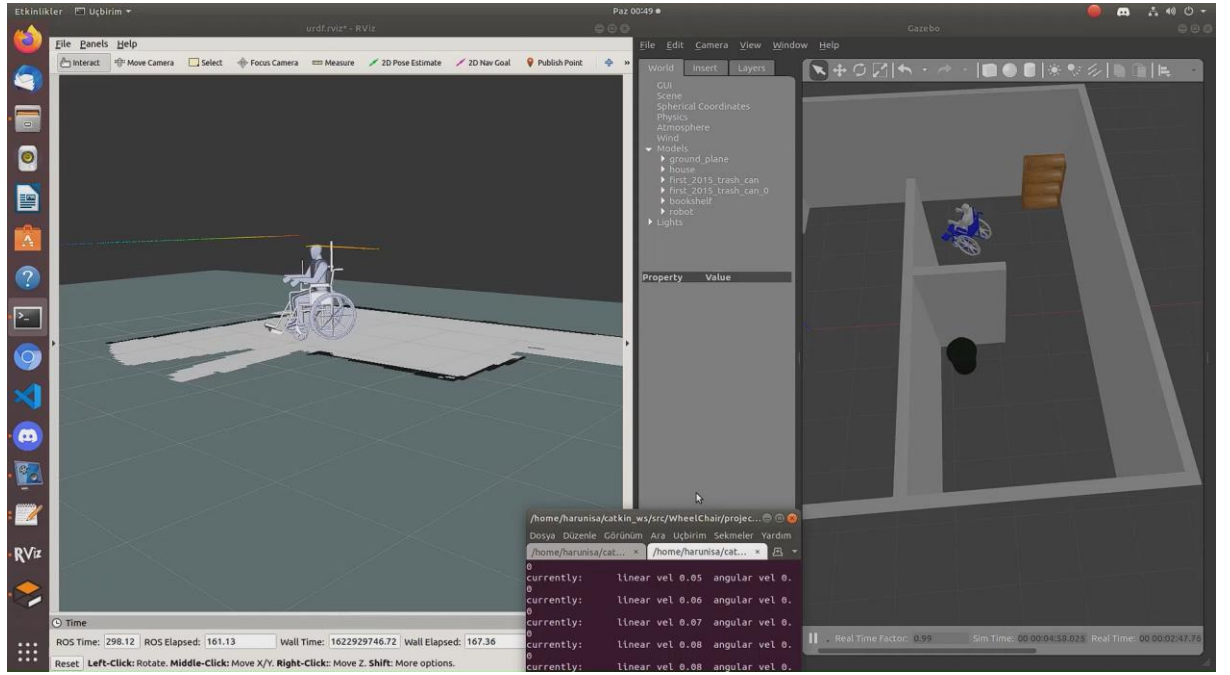 Etkinlikler Uçbirim Paz 00:49
urdf.rviz* - RViz
File Panels Help
Interact Move Camera Select Focus Camera Measure 2D Pose Estimate 2D Nav Goal Publish Point
Time
ROS Time: 298.12 ROS Elapsed: 161.13 Wall Time: 1622929746.72 Wall Elapsed: 167.36
Reset Left-Click: Rotate. Middle-Click: Move X/Y. Right-Click:: Move Z. Shift: More options.
RViz
Gazebo
File Edit Camera View Window Help
World Insert Layers
GUI
Scene
Spherical Coordinates
Physics
Atmosphere
Wind
Models
ground_plane
house
first_2015_trash_can
first_2015_trash_can_0
bookshelf
robot
Lights
Property Value
Real Time Factor: 0.99 Sim Time: 00 00:04:58.025 Real Time: 00 00:02:47.76
/home/harunisa/catkin_ws/src/WheelChair/projec...
Dosya Düzenle Görünüm Ara Uçbirim Sekmeler Yardım
/home/harunisa/cat... × /home/harunisa/cat... ×
0
currently: linear vel 0.05 angular vel 0.
0
currently: linear vel 0.06 angular vel 0.
0
currently: linear vel 0.07 angular vel 0.
0
currently: linear vel 0.08 angular vel 0.
0
currently: linear vel 0.08 angular vel 0.